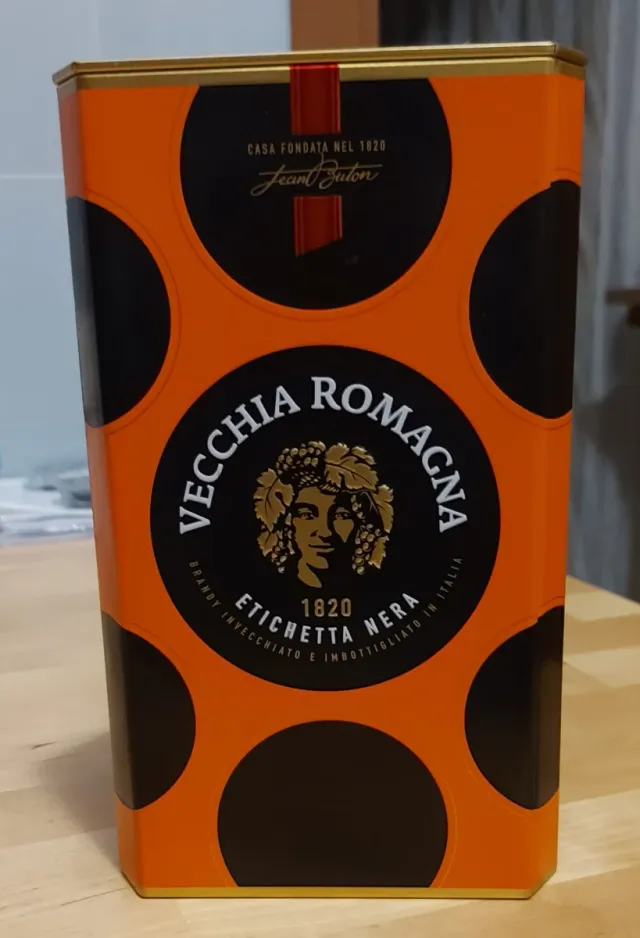 CASA FONDATA NEL 1820
Jean Buton
VECCHIA ROMAGNA
1820
ETICHETTA NERA
BRANDY INVECCHIATO E IMBOTTIGLIATO IN ITALIA